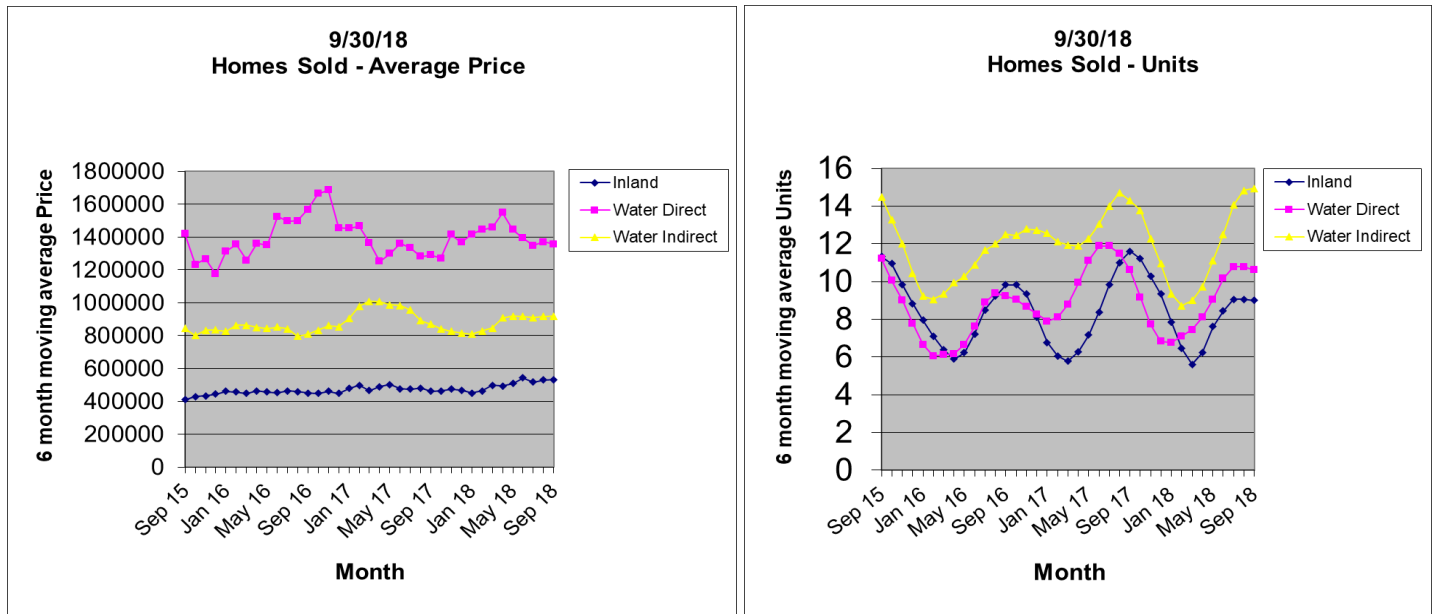 9/30/18
Homes Sold - Average Price
6 month moving average Price
1800000
1600000
1400000
1200000
1000000
800000
600000
400000
200000
0
Sep 15
Jan 16
May 16
Sep 16
Jan 17
May 17
Sep 17
Jan 18
May 18
Sep 18
Month
Inland
Water Direct
Water Indirect
9/30/18
Homes Sold - Units
6 month moving average Units
16
14
12
10
8
6
4
2
0
Sep 15
Jan 16
May 16
Sep 16
Jan 17
May 17
Sep 17
Jan 18
May 18
Sep 18
Month
Inland
Water Direct
Water Indirect